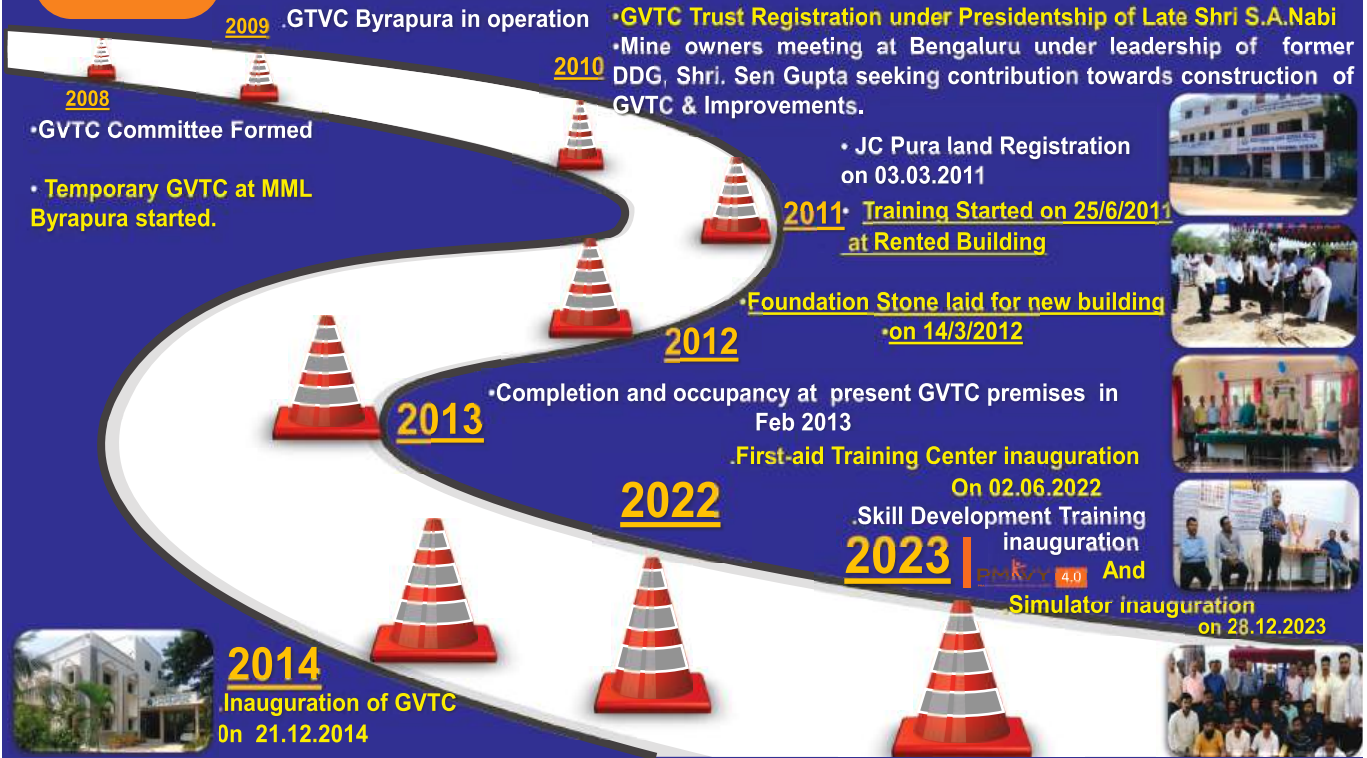 2008
•GVTC Committee Formed
• Temporary GVTC at MML
Byrapura started.
2009
.GTVC Byrapura in operation
2010
•GVTC Trust Registration under Presidentship of Late Shri S.A.Nabi
•Mine owners meeting at Bengaluru under leadership of former
DDG, Shri. Sen Gupta seeking contribution towards construction of
GVTC & Improvements.
• JC Pura land Registration
on 03.03.2011
2011
• Training Started on 25/6/2011
at Rented Building
•Foundation Stone laid for new building
•on 14/3/2012
2012
•Completion and occupancy at present GVTC premises in
Feb 2013
2013
.First-aid Training Center inauguration
On 02.06.2022
2022
.Skill Development Training
inauguration
2023
PMKVY 4.0 And
.Simulator inauguration
on 28.12.2023
2014
.Inauguration of GVTC
0n 21.12.2014